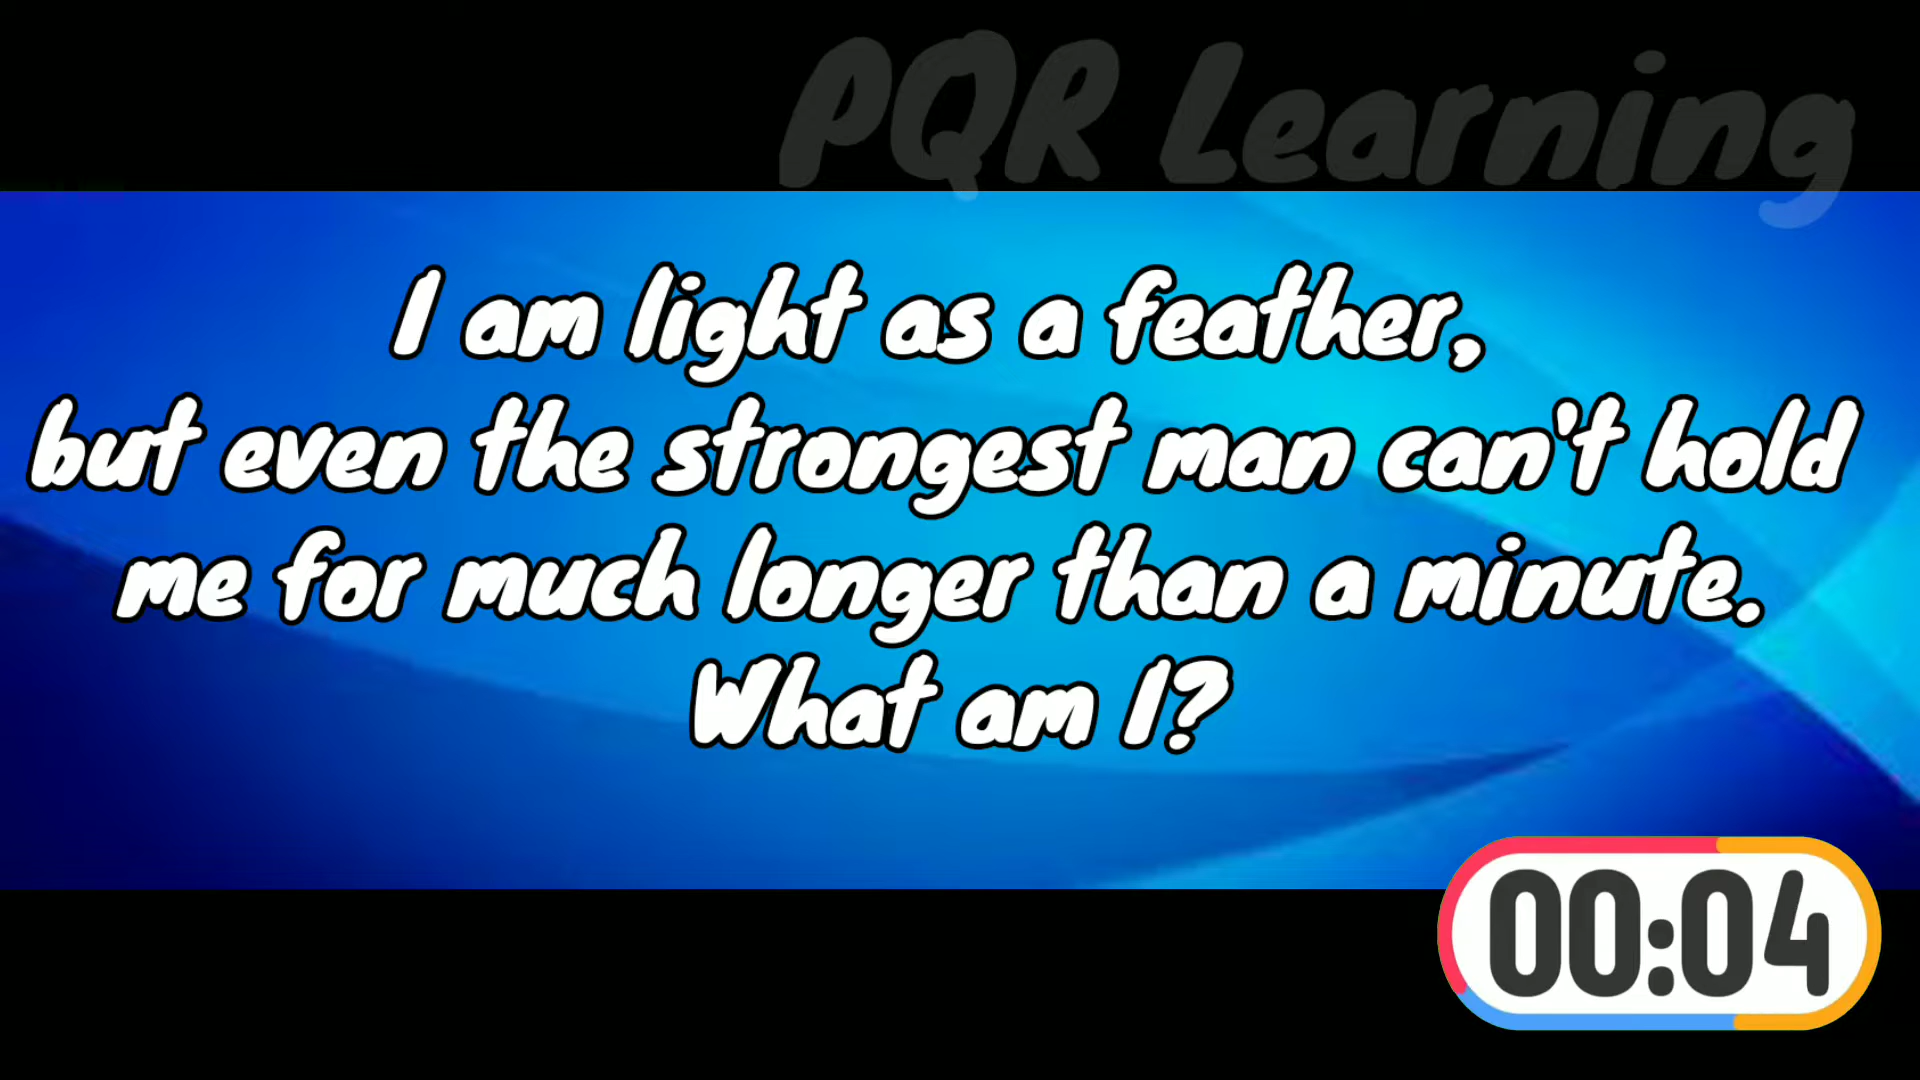 PQR Learning
I am light as a feather,
but even the strongest man can't hold
me for much longer than a minute.
What am I?
00:04